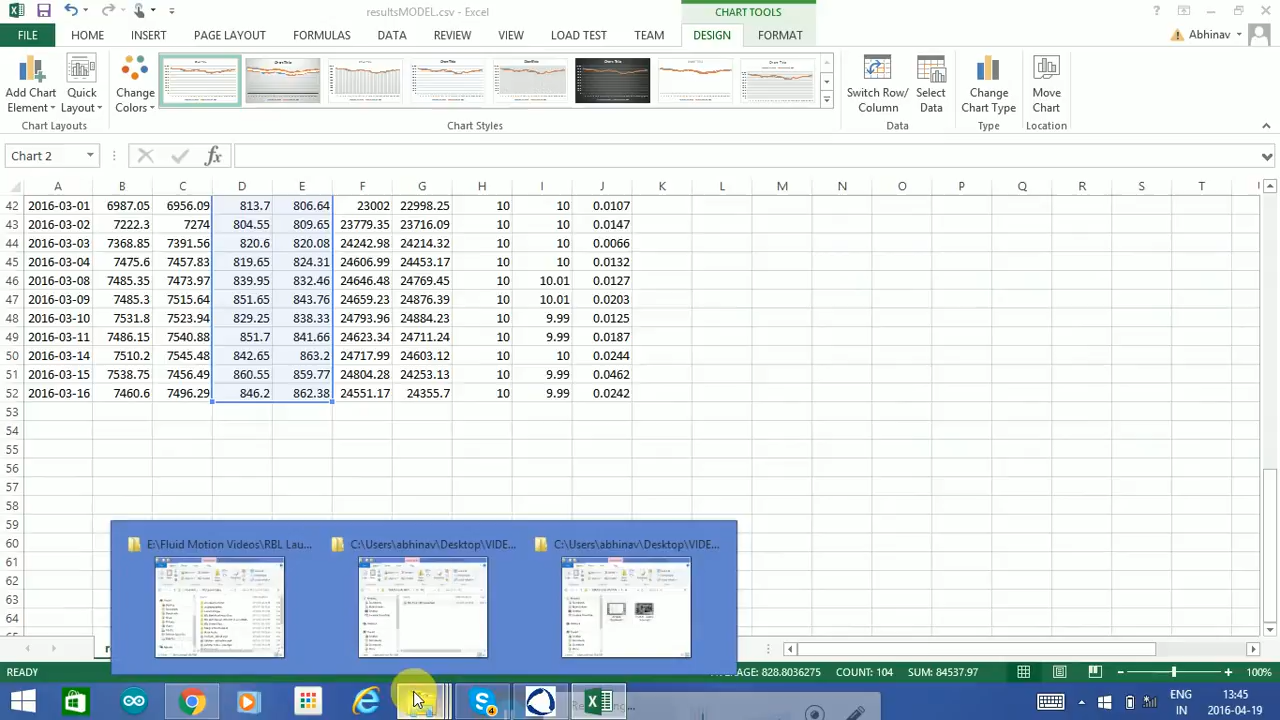 resultsMODEL.csv - Excel
CHART TOOLS
?
FILE HOME INSERT PAGE LAYOUT FORMULAS DATA REVIEW VIEW LOAD TEST TEAM DESIGN FORMAT Abhinav
Add Chart Element Quick Layout Change Colors Switch Row/ Column Select Data Change Chart Type Move Chart
Chart Layouts Chart Styles Data Type Location
Chart 2 fx
A B C D E F G H I J K L M N O P Q R S T
42 2016-03-01 6987.05 6956.09 813.7 806.64 23002 22998.25 10 10 0.0107
43 2016-03-02 7222.3 7274 804.55 809.65 23779.35 23716.09 10 10 0.0147
44 2016-03-03 7368.85 7391.56 820.6 820.08 24242.98 24214.32 10 10 0.0066
45 2016-03-04 7475.6 7457.83 819.65 824.31 24606.99 24453.17 10 10 0.0132
46 2016-03-08 7485.35 7473.97 839.95 832.46 24646.48 24769.45 10 10.01 0.0127
47 2016-03-09 7485.3 7515.64 851.65 843.76 24659.23 24876.39 10 10.01 0.0203
48 2016-03-10 7531.8 7523.94 829.25 838.33 24793.96 24884.23 10 9.99 0.0125
49 2016-03-11 7486.15 7540.88 851.7 841.66 24623.34 24711.24 10 9.99 0.0187
50 2016-03-14 7510.2 7545.48 842.65 863.2 24717.99 24603.12 10 10 0.0244
51 2016-03-15 7538.75 7456.49 860.55 859.77 24804.28 24253.13 10 9.99 0.0462
52 2016-03-16 7460.6 7496.29 846.2 862.38 24551.17 24355.7 10 9.99 0.0242
53
54
55
56
57
58
59
60 E:\Fluid Motion Videos\RBL Lau... C:\Users\abhinav\Desktop\VIDE... C:\Users\abhinav\Desktop\VIDE...
61
62
63
64
READY AVERAGE: 828.8036275 COUNT: 104 SUM: 84537.97 100%
ENG 13:45
IN 2016-04-19